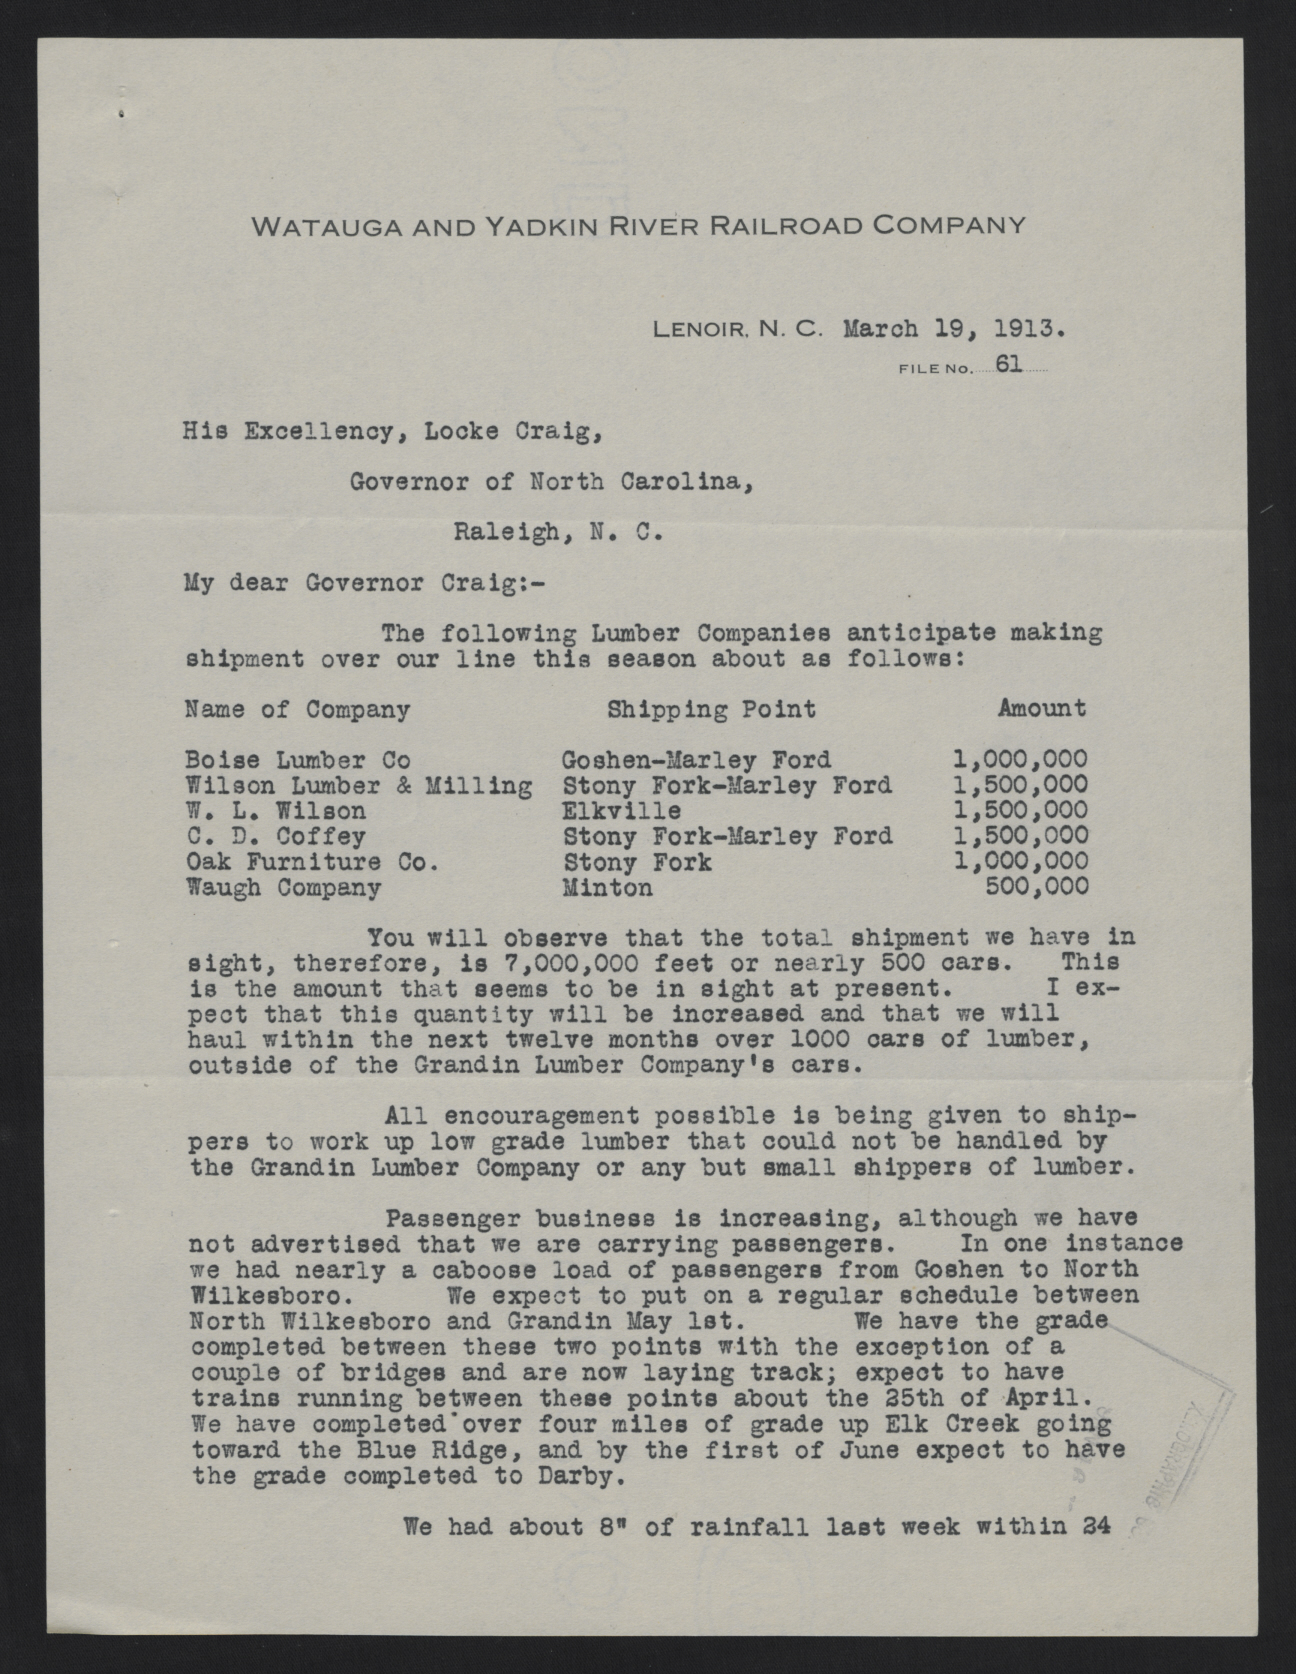 WATAUGA AND YADKIN RIVER RAILROAD COMPANY
LENOIR, N. C. March 19, 1913.
FILE No. 61
His Excellency, Locke Craig,
Governor of North Carolina,
Raleigh, N. C.
My dear Governor Craig:-
The following Lumber Companies anticipate making
shipment over our line this season about as follows:
Name of Company Shipping Point Amount
Boise Lumber Co Goshen-Marley Ford 1,000,000
Wilson Lumber & Milling Stony Fork-Marley Ford 1,500,000
W. L. Wilson Elkville 1,500,000
C. D. Coffey Stony Fork-Marley Ford 1,500,000
Oak Furniture Co. Stony Fork 1,000,000
Waugh Company Minton 500,000
You will observe that the total shipment we have in
sight, therefore, is 7,000,000 feet or nearly 500 cars. This
is the amount that seems to be in sight at present. I ex-
pect that this quantity will be increased and that we will
haul within the next twelve months over 1000 cars of lumber,
outside of the Grandin Lumber Company's cars.
All encouragement possible is being given to ship-
pers to work up low grade lumber that could not be handled by
the Grandin Lumber Company or any but small shippers of lumber.
Passenger business is increasing, although we have
not advertised that we are carrying passengers. In one instance
we had nearly a caboose load of passengers from Goshen to North
Wilkesboro. We expect to put on a regular schedule between
North Wilkesboro and Grandin May 1st. We have the grade
completed between these two points with the exception of a
couple of bridges and are now laying track; expect to have
trains running between these points about the 25th of April.
We have completed over four miles of grade up Elk Creek going
toward the Blue Ridge, and by the first of June expect to have
the grade completed to Darby.
We had about 8" of rainfall last week within 24